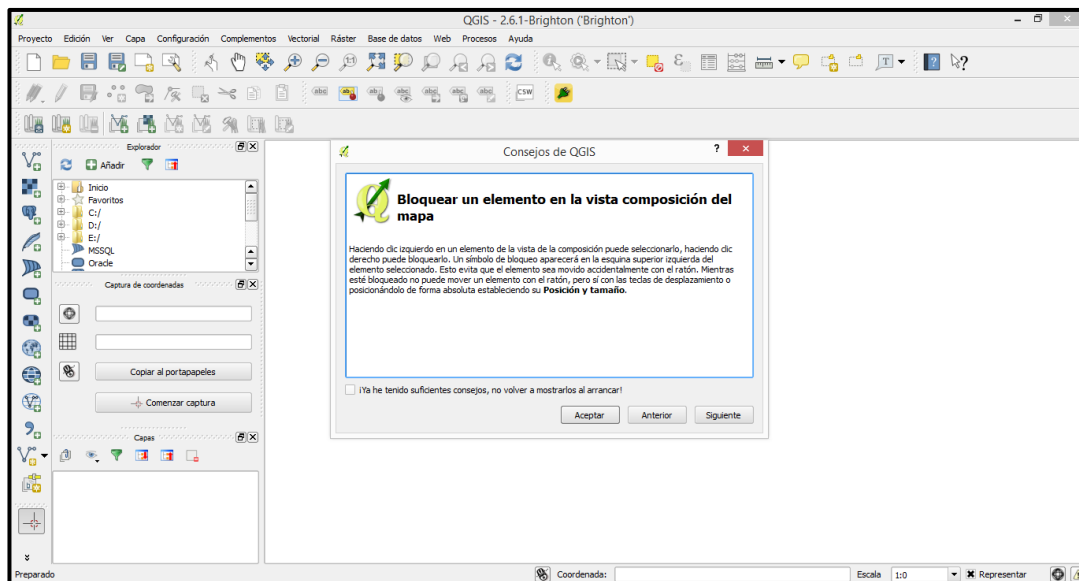 QGIS - 2.6.1-Brighton ('Brighton')
Proyecto Edición Ver Capa Configuración Complementos Vectorial Ráster Base de datos Web Procesos Ayuda
abc abc CSW
Explorador
Añadir
Inicio
Favoritos
C:/
D:/
E:/
MSSQL
Oracle
Captura de coordenadas
Copiar al portapapeles
Comenzar captura
Capas
Consejos de QGIS
Bloquear un elemento en la vista composición del
mapa
Haciendo clic izquierdo en un elemento de la vista de la composición puede seleccionarlo, haciendo clic
derecho puede bloquearlo. Un símbolo de bloqueo aparecerá en la esquina superior izquierda del
elemento seleccionado. Esto evita que el elemento sea movido accidentalmente con el ratón. Mientras
esté bloqueado no puede mover un elemento con el ratón, pero sí con las teclas de desplazamiento o
posicionándolo de forma absoluta estableciendo su Posición y tamaño.
¡Ya he tenido suficientes consejos, no volver a mostrarlos al arrancar!
Aceptar Anterior Siguiente
Preparado Coordenada: Escala 1:0 Representar